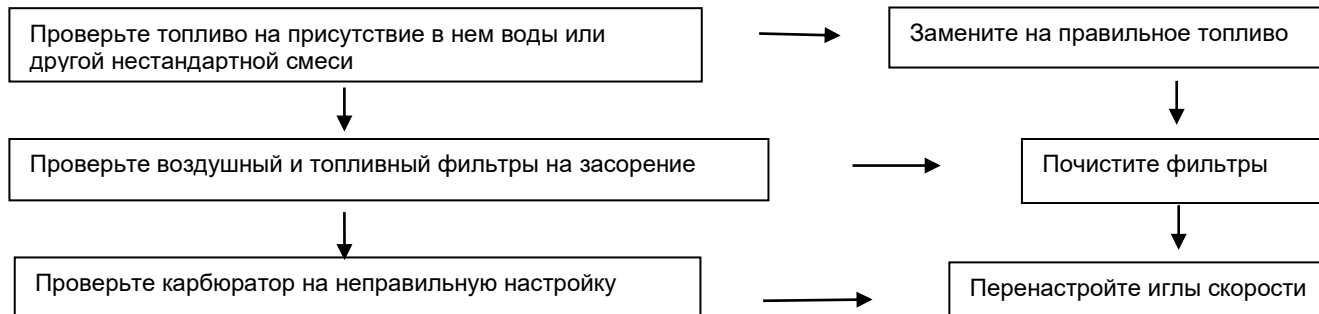 Проверьте топливо на присутствие в нем воды или
другой нестандартной смеси
Замените на правильное топливо
Проверьте воздушный и топливный фильтры на засорение
Почистите фильтры
Проверьте карбюратор на неправильную настройку
Перенастройте иглы скорости